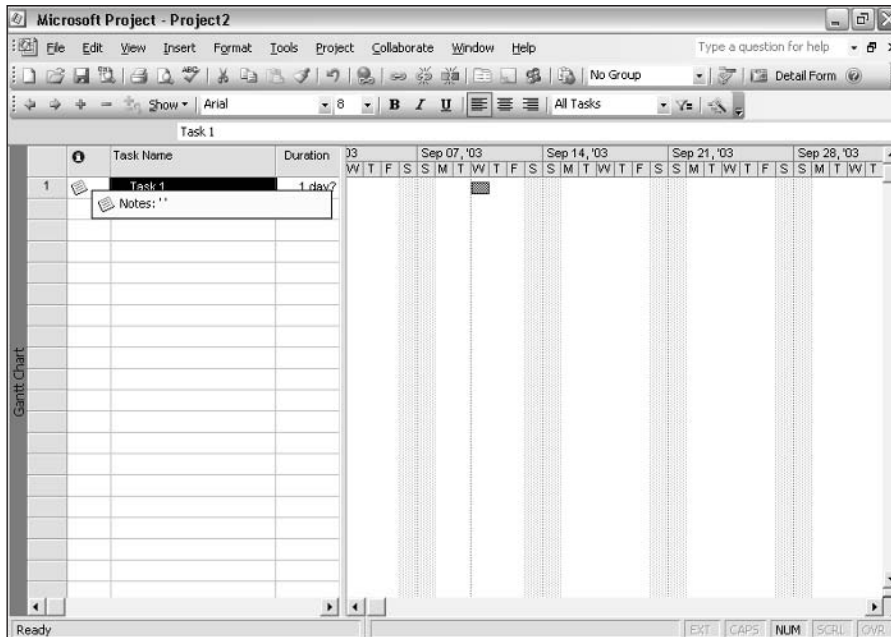 Microsoft Project - Project2
File Edit View Insert Format Tools Project Collaborate Window Help Type a question for help
No Group Detail Form
Show Arial 8 B I U All Tasks
Task 1
Task Name Duration 03 Sep 07, '03 Sep 14, '03 Sep 21, '03 Sep 28, '03
W T F S S M T W T F S S M T W T F S S M T W T F S S M T W T
1 Task 1 1 day?
Notes: ' '
Gantt Chart
Ready EXT CAPS NUM SCRL OVR